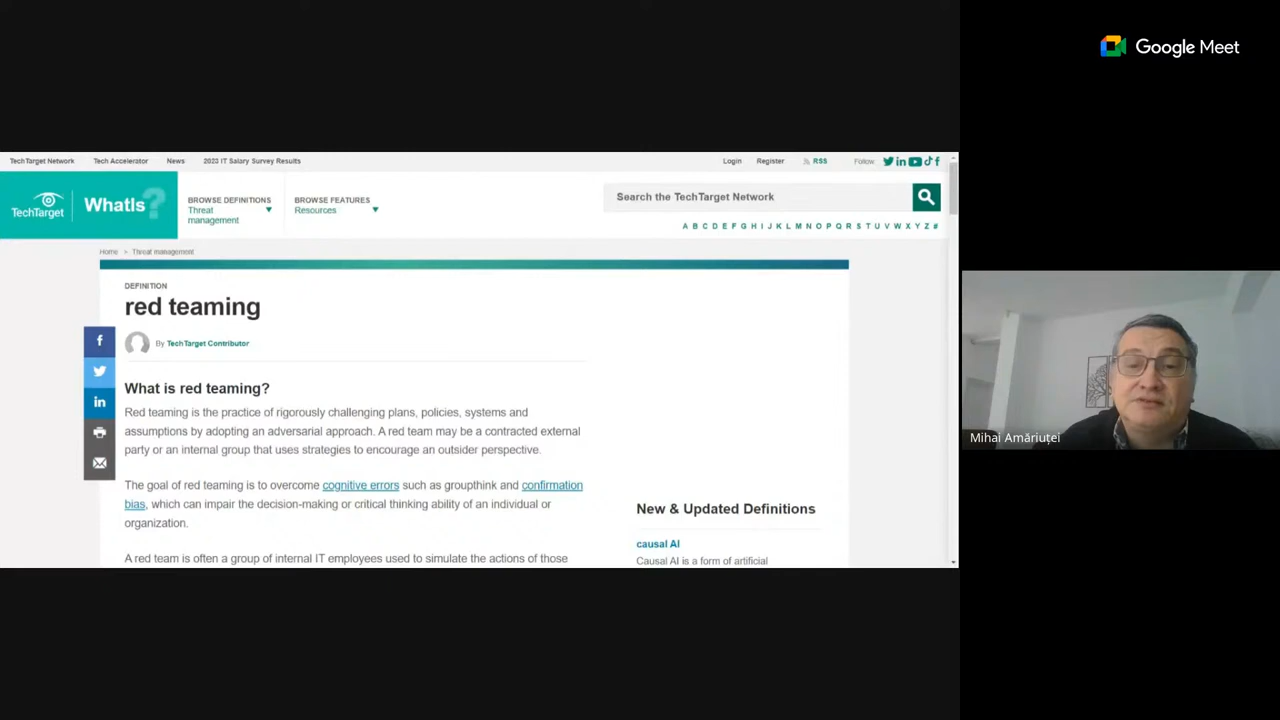 Google Meet
TechTarget Network Tech Accelerator News 2023 IT Salary Survey Results Login Register RSS Follow:
TechTarget WhatIs?
BROWSE DEFINITIONS
Threat
management
BROWSE FEATURES
Resources
Search the TechTarget Network
A B C D E F G H I J K L M N O P Q R S T U V W X Y Z #
Home > Threat management
DEFINITION
red teaming
By TechTarget Contributor
What is red teaming?
Red teaming is the practice of rigorously challenging plans, policies, systems and
assumptions by adopting an adversarial approach. A red team may be a contracted external
party or an internal group that uses strategies to encourage an outsider perspective.
The goal of red teaming is to overcome cognitive errors such as groupthink and confirmation
bias, which can impair the decision-making or critical thinking ability of an individual or
organization.
A red team is often a group of internal IT employees used to simulate the actions of those
New & Updated Definitions
causal AI
Causal AI is a form of artificial
Mihai Amăriuței